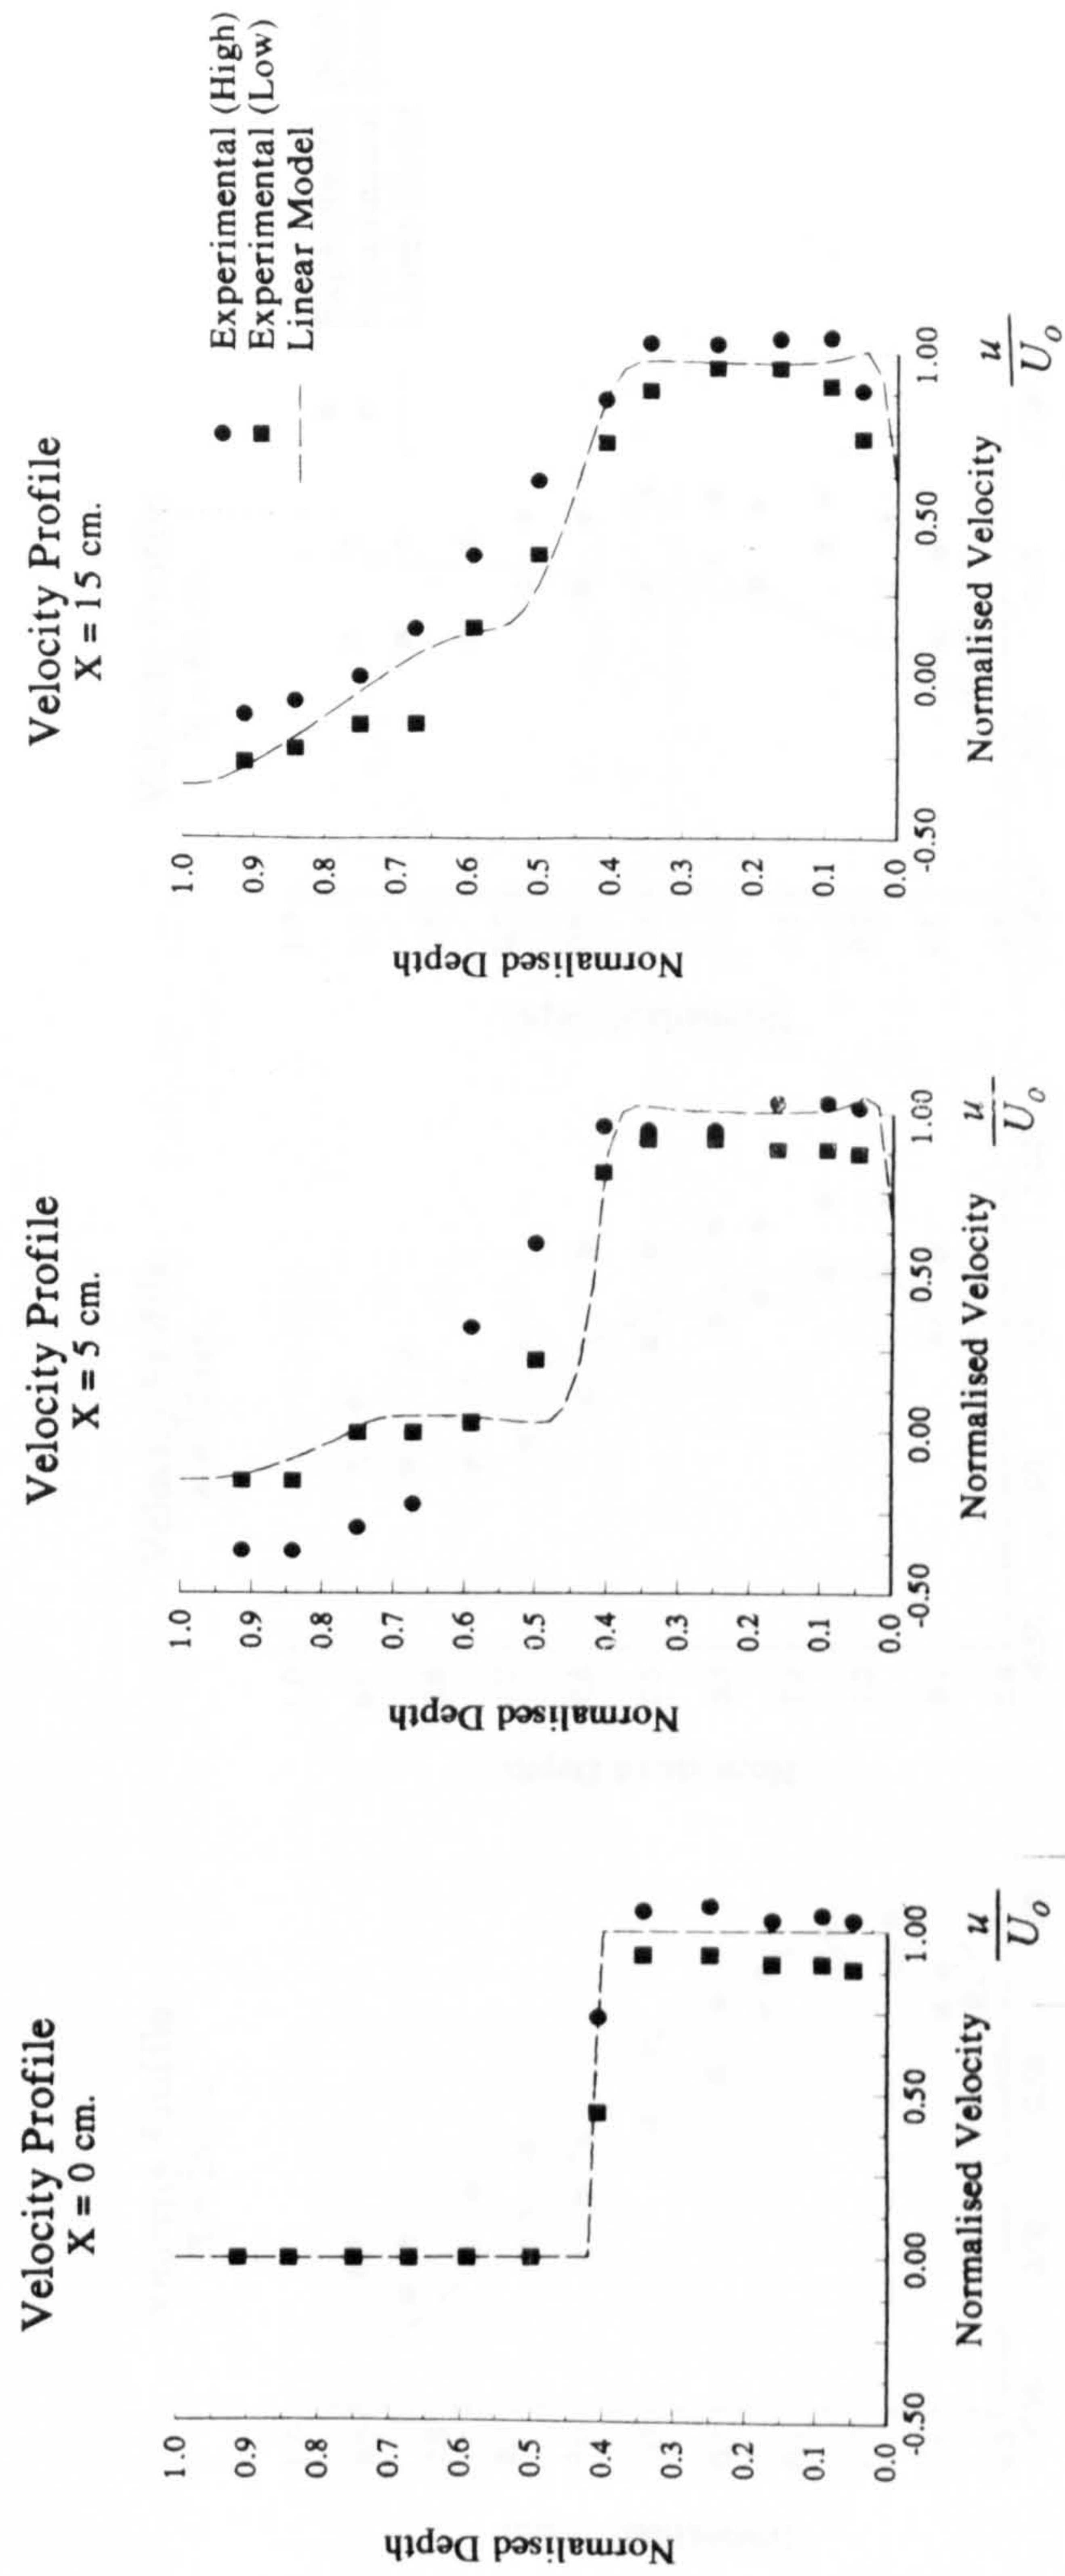 Velocity Profile
X = 0 cm.
Normalised Depth
1.0
0.9
0.8
0.7
0.6
0.5
0.4
0.3
0.2
0.1
0.0
-0.50
0.00
0.50
1.00
Normalised Velocity
u
U₀
Velocity Profile
X = 5 cm.
Normalised Depth
1.0
0.9
0.8
0.7
0.6
0.5
0.4
0.3
0.2
0.1
0.0
-0.50
0.00
0.50
1.00
Normalised Velocity
u
U₀
Velocity Profile
X = 15 cm.
Experimental (High)
Experimental (Low)
Linear Model
Normalised Depth
1.0
0.9
0.8
0.7
0.6
0.5
0.4
0.3
0.2
0.1
0.0
-0.50
0.00
0.50
1.00
Normalised Velocity
u
U₀